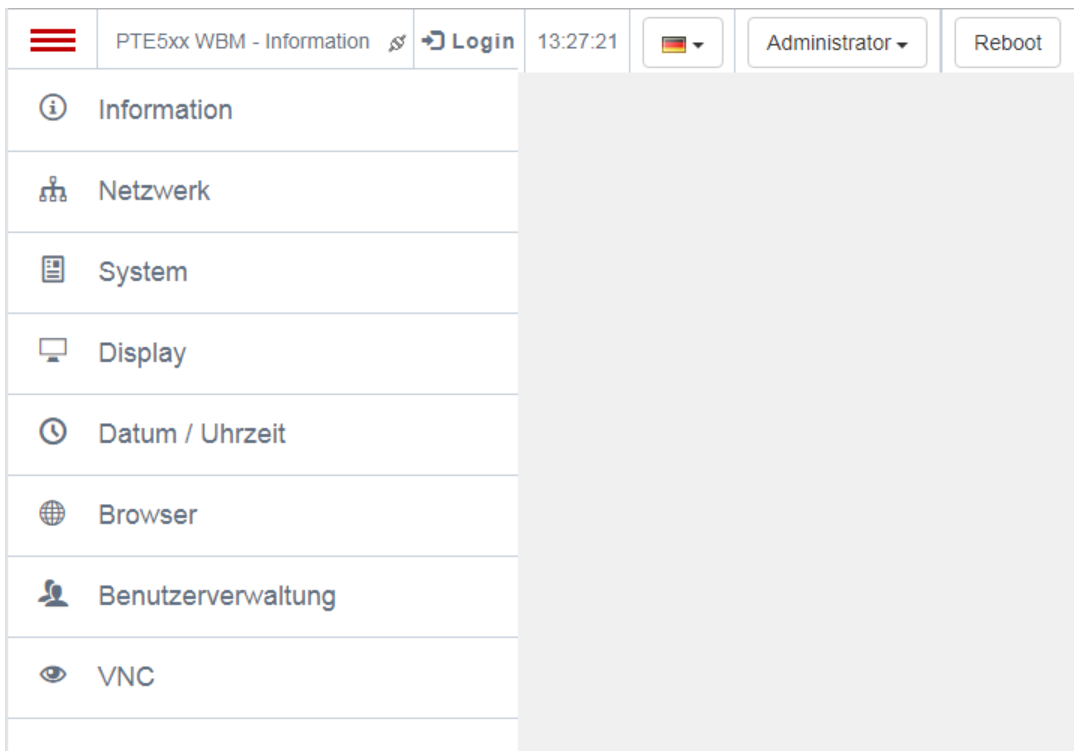 PTE5xx WBM - Information Login 13:27:21 Administrator Reboot
Information
Netzwerk
System
Display
Datum / Uhrzeit
Browser
Benutzerverwaltung
VNC